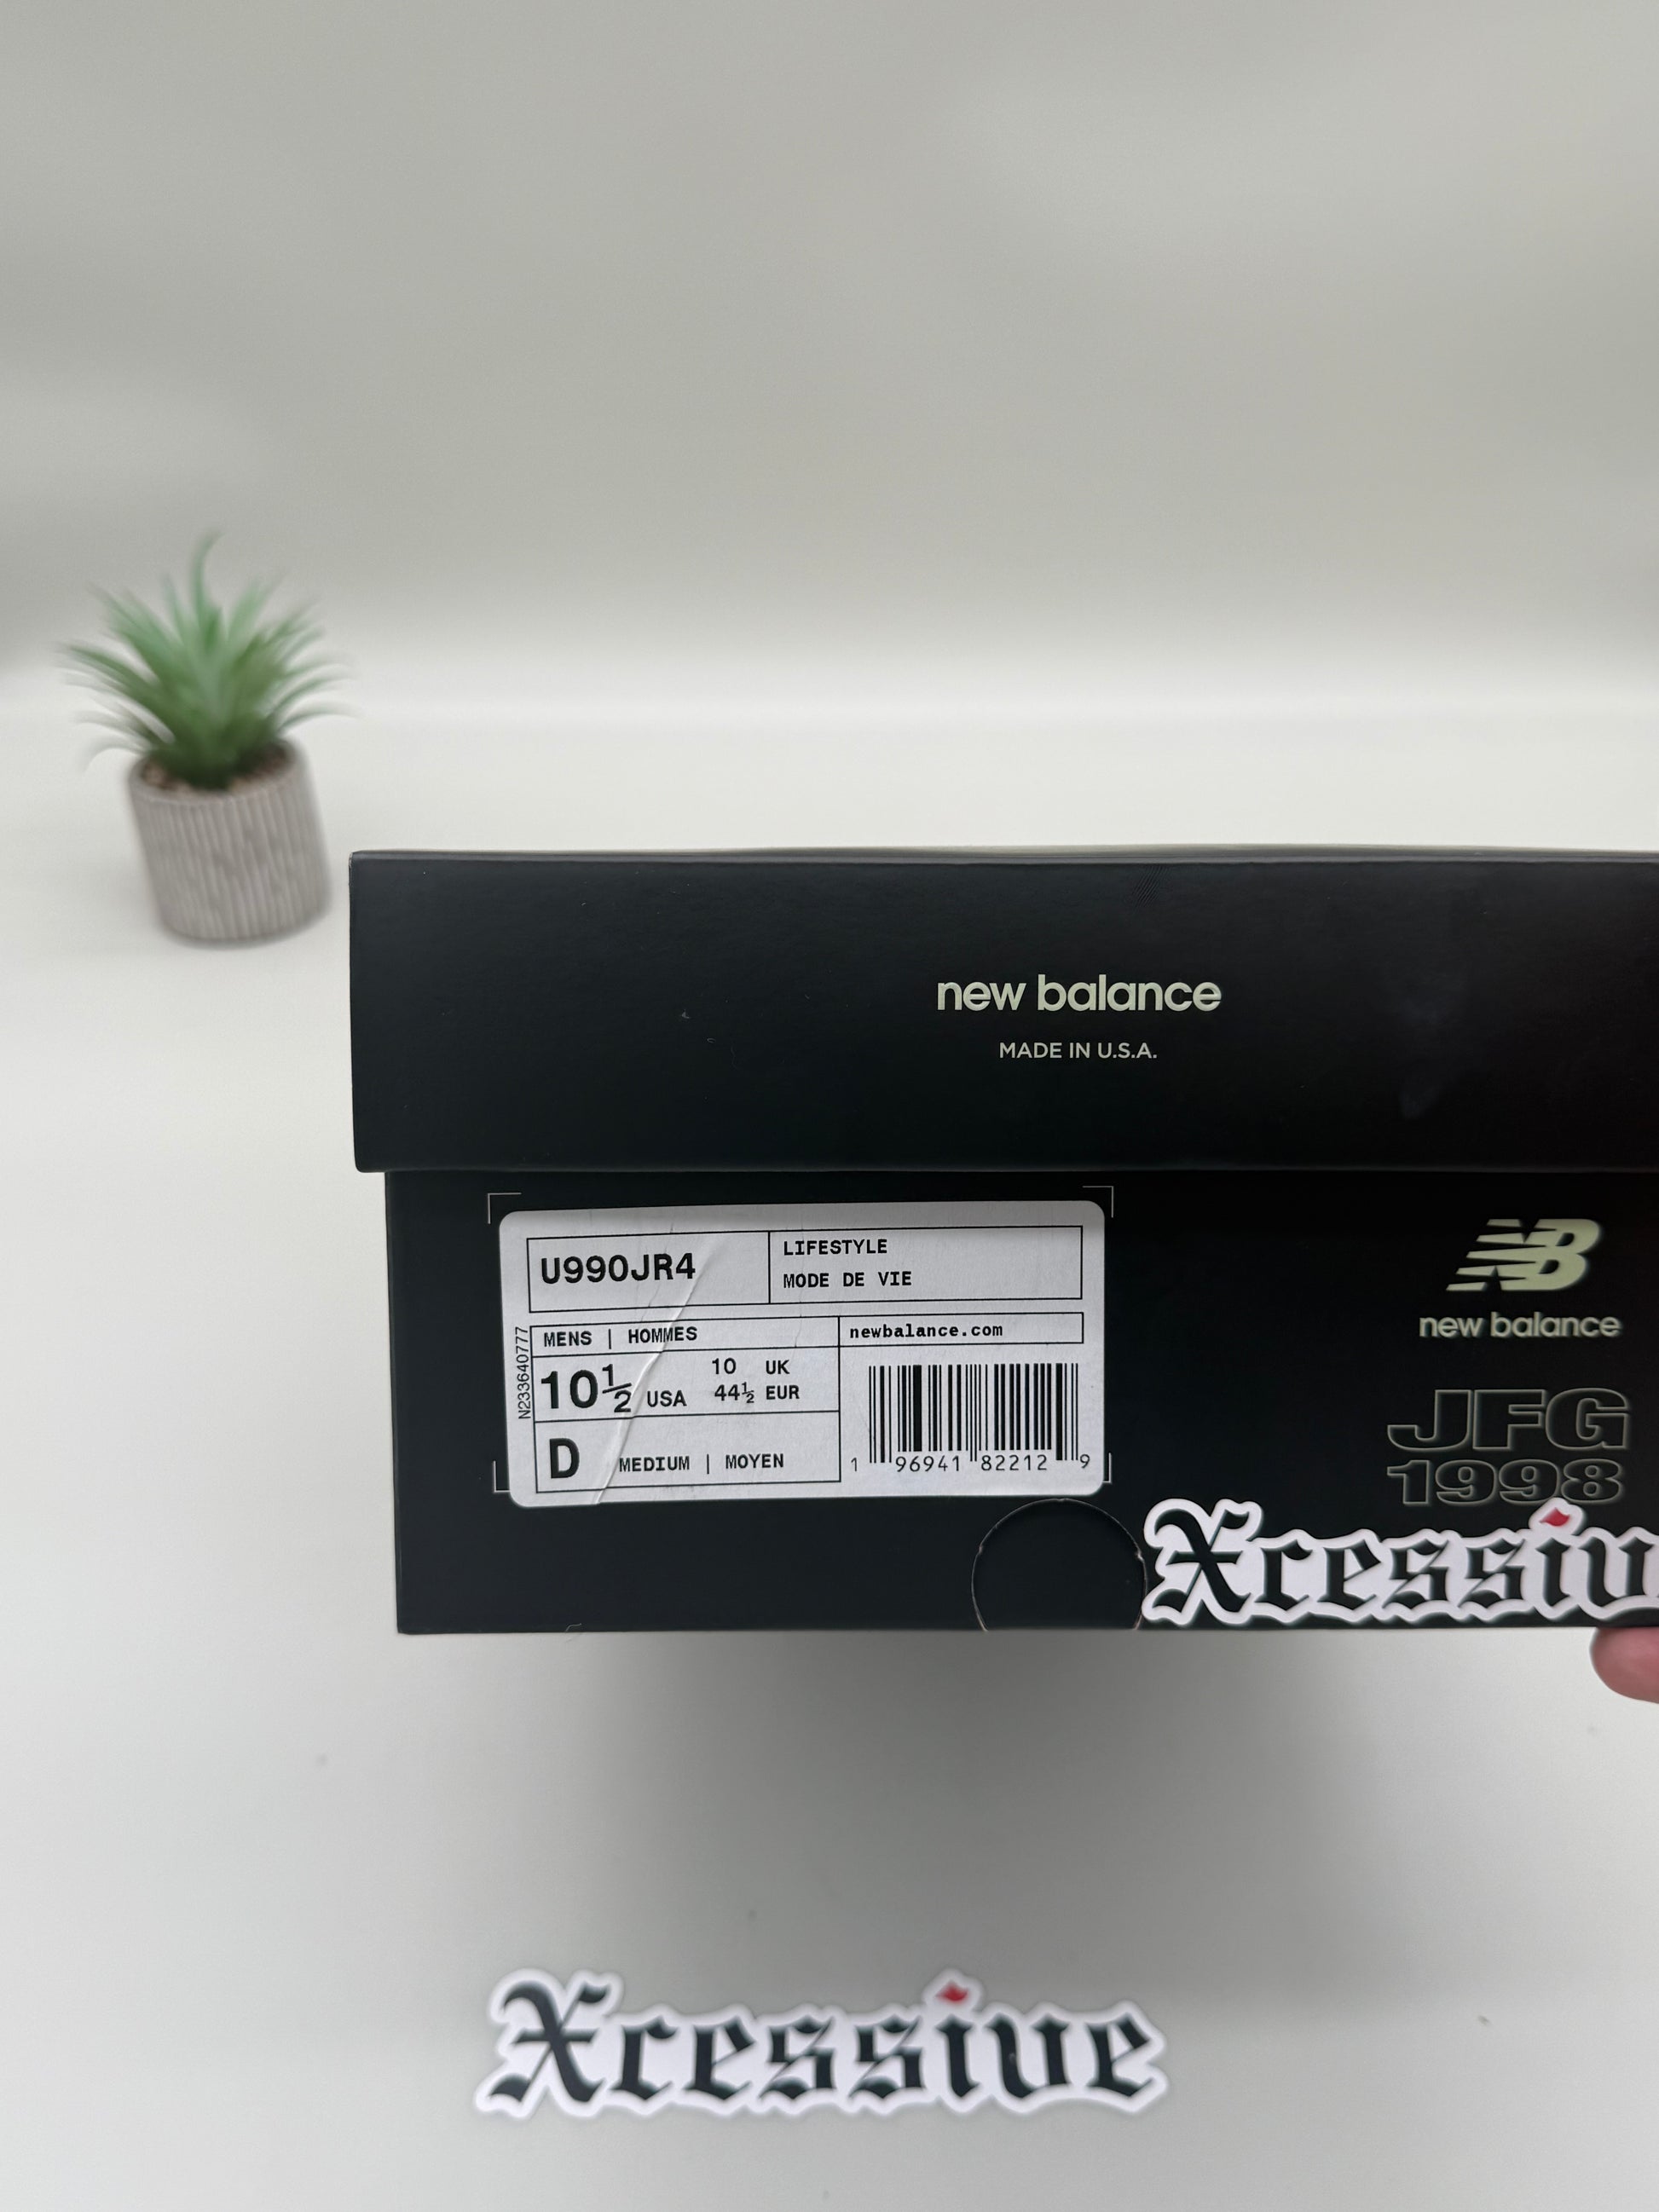 new balance
MADE IN U.S.A.
U990JR4
LIFESTYLE
MODE DE VIE
N233640777
MENS | HOMMES
10½ USA
10 UK
44½ EUR
D MEDIUM | MOYEN
newbalance.com
1 96941 82212 9
NB
new balance
JFG
1998
Xcessiv
Xcessive